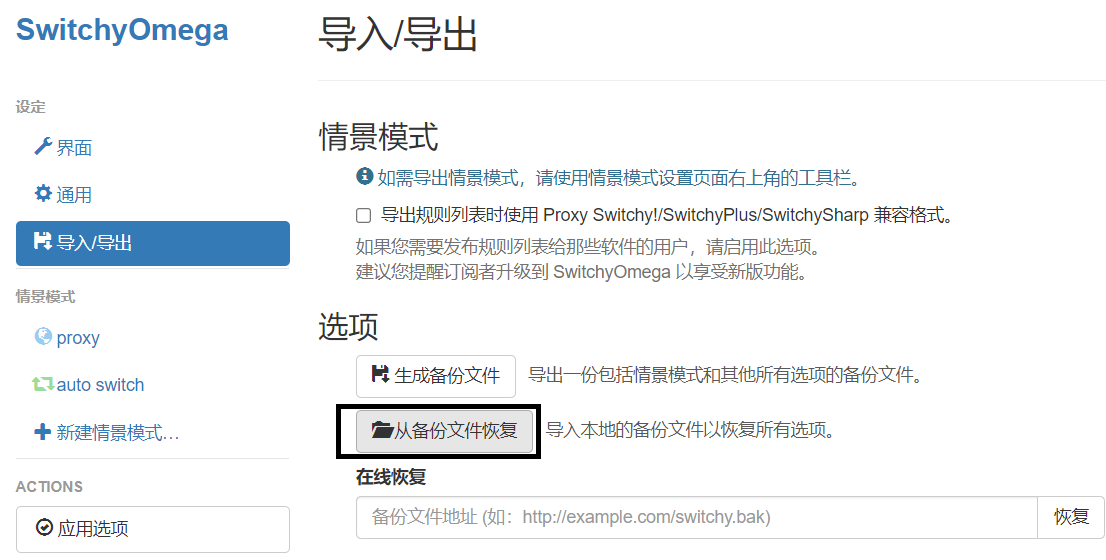 SwitchyOmega
设定
界面
通用
导入/导出
情景模式
proxy
auto switch
新建情景模式…
ACTIONS
应用选项
导入/导出
情景模式
如需导出情景模式，请使用情景模式设置页面右上角的工具栏。
导出规则列表时使用 Proxy Switchy!/SwitchyPlus/SwitchySharp 兼容格式。
如果您需要发布规则列表给那些软件的用户，请启用此选项。
建议您提醒订阅者升级到 SwitchyOmega 以享受新版功能。
选项
生成备份文件 导出一份包括情景模式和其他所有选项的备份文件。
从备份文件恢复 导入本地的备份文件以恢复所有选项。
在线恢复
备份文件地址 (如：http://example.com/switchy.bak) 恢复